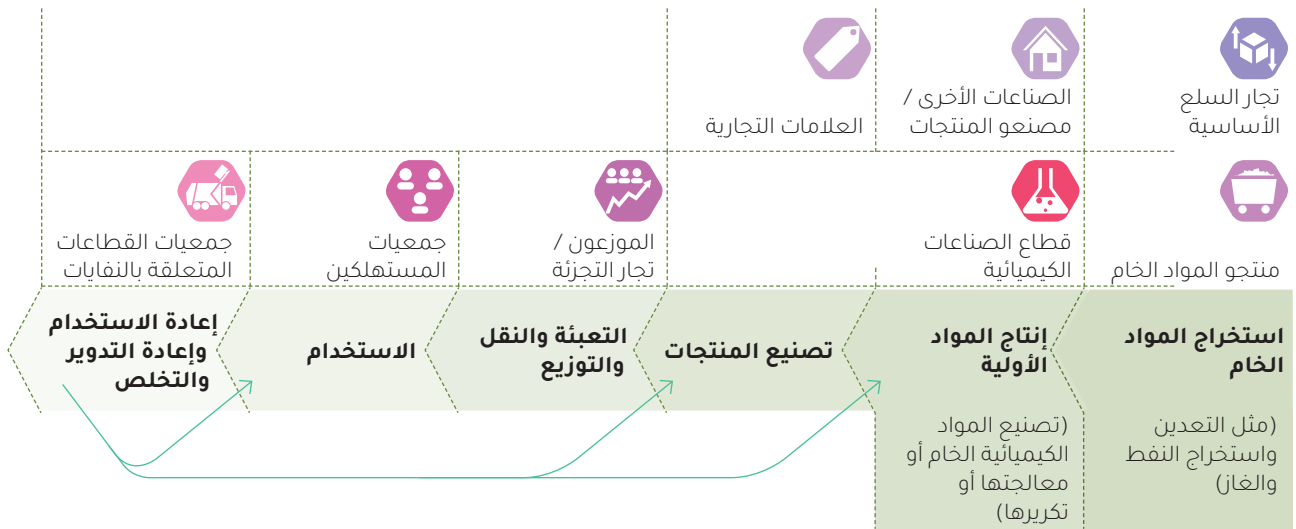 تجار السلع
الأساسية
الصناعات الأخرى /
مصنعو المنتجات
العلامات التجارية
منتجو المواد الخام
قطاع الصناعات
الكيميائية
الموزعون /
تجار التجزئة
جمعيات
المستهلكين
جمعيات القطاعات
المتعلقة بالنفايات
استخراج المواد
الخام
إنتاج المواد
الأولية
تصنيع المنتجات
التعبئة والنقل
والتوزيع
الاستخدام
إعادة الاستخدام
وإعادة التدوير
والتخلص
(مثل التعدين
واستخراج النفط
والغاز)
(تصنيع المواد
الكيميائية الخام أو
معالجتها أو
تكريرها)